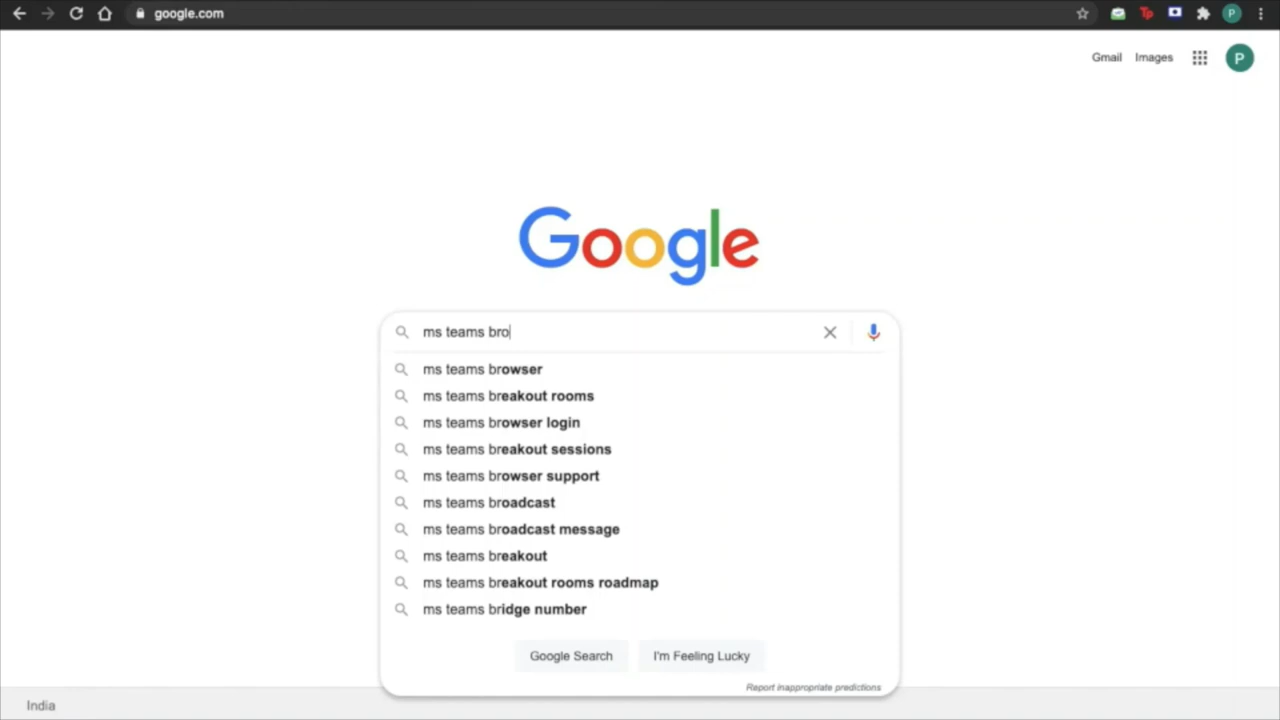 google.com
Tp
P
Gmail Images
P
Google
ms teams bro
ms teams browser
ms teams breakout rooms
ms teams browser login
ms teams breakout sessions
ms teams browser support
ms teams broadcast
ms teams broadcast message
ms teams breakout
ms teams breakout rooms roadmap
ms teams bridge number
Google Search I'm Feeling Lucky
Report inappropriate predictions
India